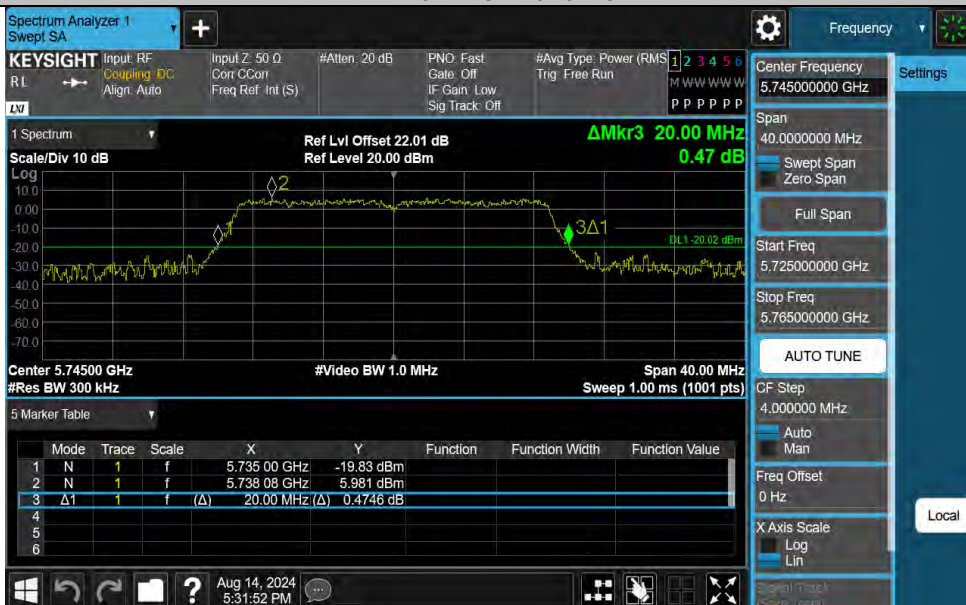 Spectrum Analyzer 1
Swept SA
+
Frequency
KEYSIGHT
RL
LXI
Input: RF
Coupling: DC
Align: Auto
Input Z: 50 Ω
Corr CCorr
Freq Ref: Int (S)
#Atten: 20 dB
PNO: Fast
Gate: Off
IF Gain: Low
Sig Track: Off
#Avg Type: Power (RMS
Trig: Free Run
1 2 3 4 5 6
M W W W W W
P P P P P P
1 Spectrum
Scale/Div 10 dB
Ref Lvl Offset 22.01 dB
Ref Level 20.00 dBm
ΔMkr3 20.00 MHz
0.47 dB
Log
10.0
0.00
-10.0
-20.0
-30.0
-40.0
-50.0
-60.0
-70.0
2
3Δ1
DL1 -20.02 dBm
Center 5.74500 GHz
#Video BW 1.0 MHz
Span 40.00 MHz
#Res BW 300 kHz
Sweep 1.00 ms (1001 pts)
5 Marker Table
Mode Trace Scale X Y Function Function Width Function Value
1 N 1 f 5.735 00 GHz -19.83 dBm
2 N 1 f 5.738 08 GHz 5.981 dBm
3 Δ1 1 f (Δ) 20.00 MHz (Δ) 0.4746 dB
4
5
6
Center Frequency
5.745000000 GHz
Settings
Span
40.0000000 MHz
Swept Span
Zero Span
Full Span
Start Freq
5.725000000 GHz
Stop Freq
5.765000000 GHz
AUTO TUNE
CF Step
4.000000 MHz
Auto
Man
Freq Offset
0 Hz
X Axis Scale
Log
Lin
Signal Track
Local
?
Aug 14, 2024
5:31:52 PM